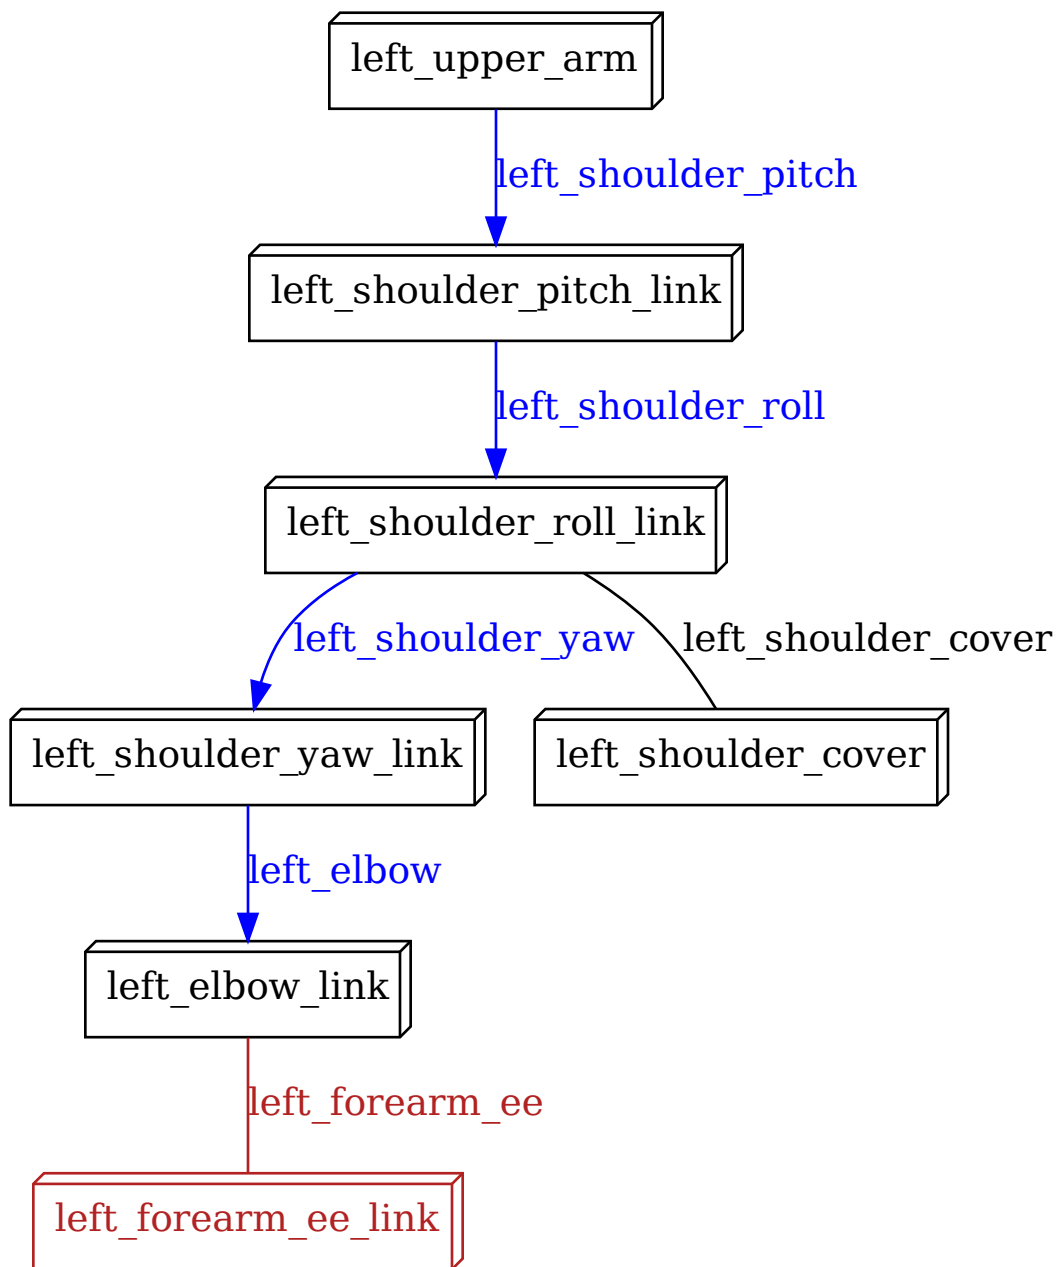 left_upper_arm
left_shoulder_pitch
left_shoulder_pitch_link
left_shoulder_roll
left_shoulder_roll_link
left_shoulder_yaw
left_shoulder_cover
left_shoulder_yaw_link
left_shoulder_cover
left_elbow
left_elbow_link
left_forearm_ee
left_forearm_ee_link